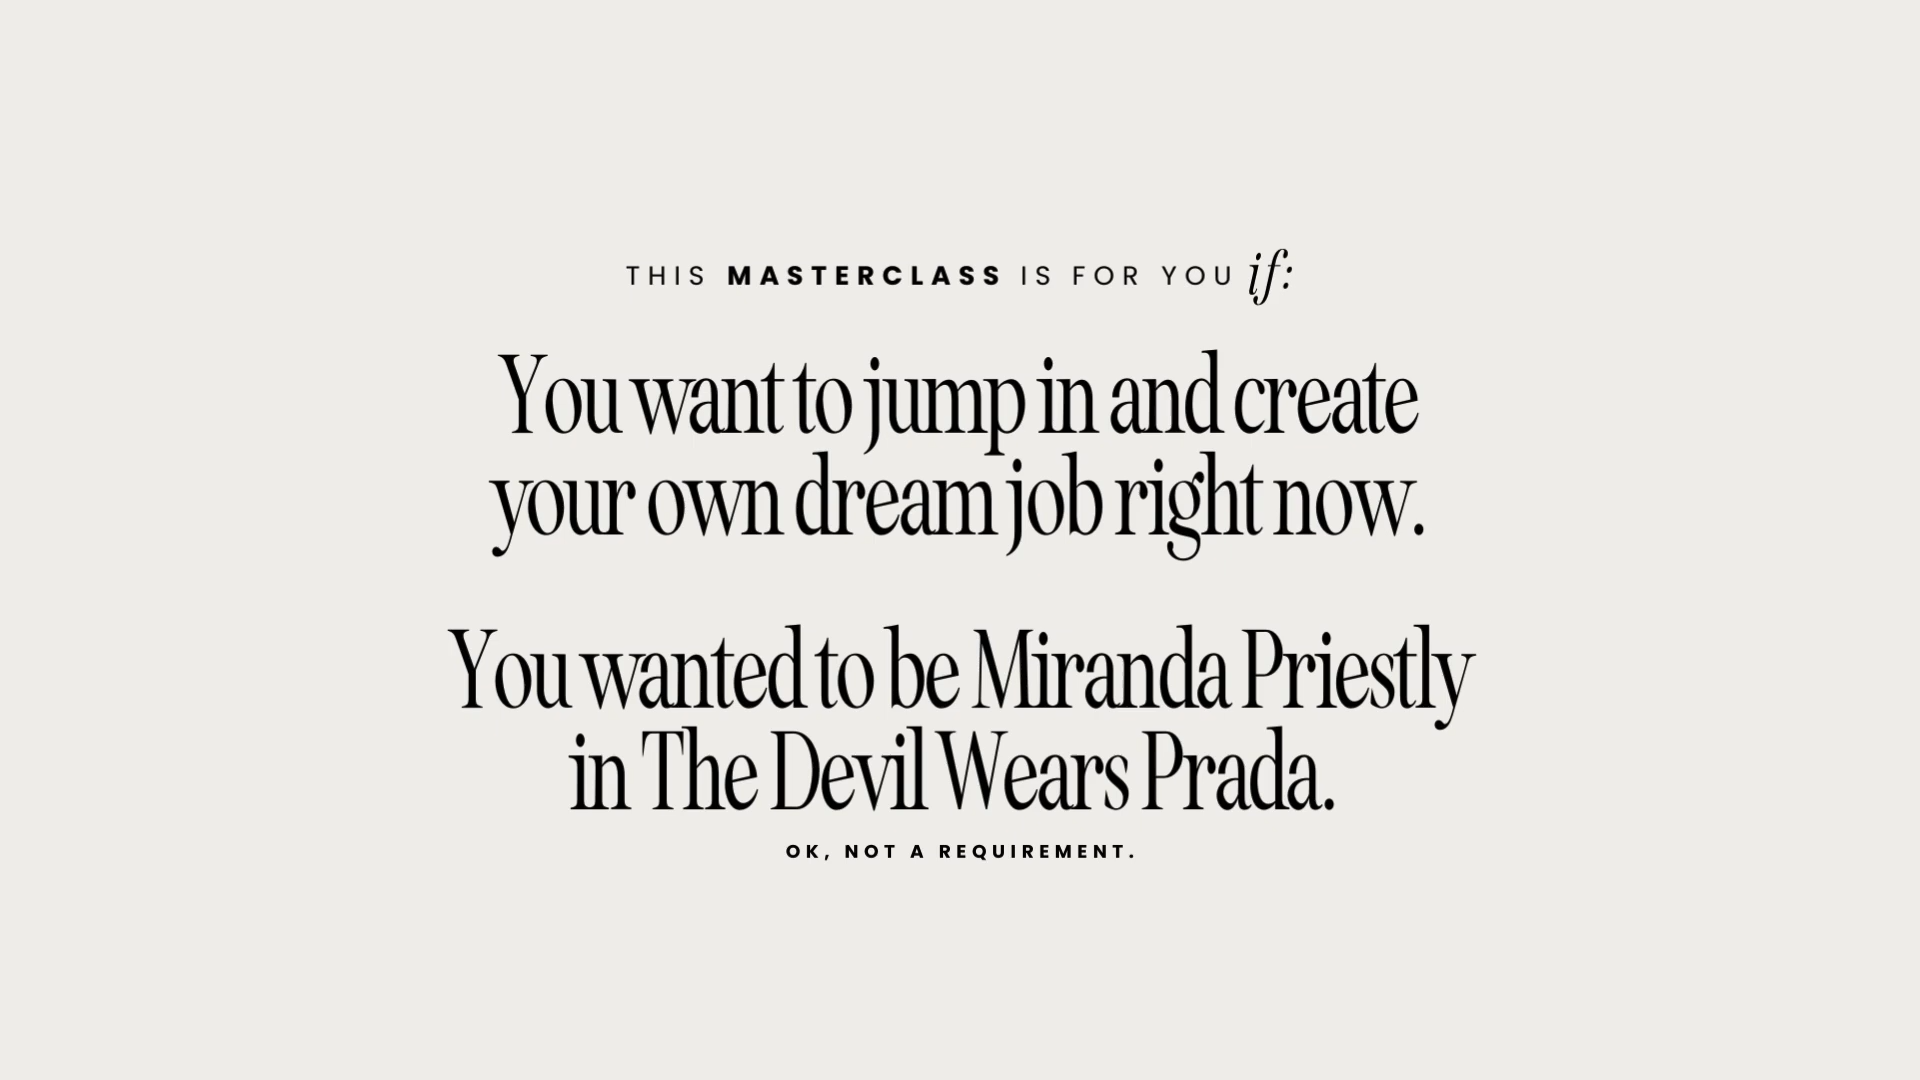 THIS MASTERCLASS IS FOR YOU if:
You want to jump in and create
your own dream job right now.
You wanted to be Miranda Priestly
in The Devil Wears Prada.
OK, NOT A REQUIREMENT.